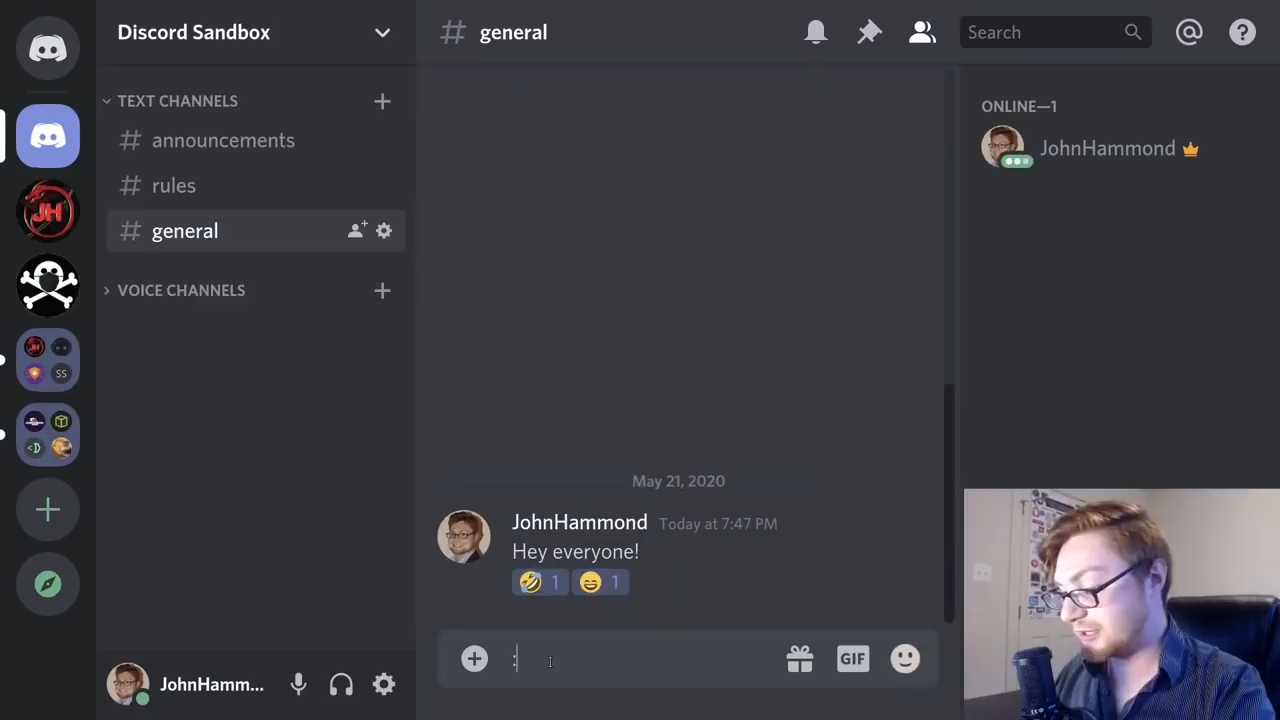 Discord Sandbox
general
Search
TEXT CHANNELS
announcements
rules
general
VOICE CHANNELS
ONLINE—1
JohnHammond
JH
JH
SS
<D
May 21, 2020
JohnHammond Today at 7:47 PM
Hey everyone!
1 1
:
GIF
JohnHamm...